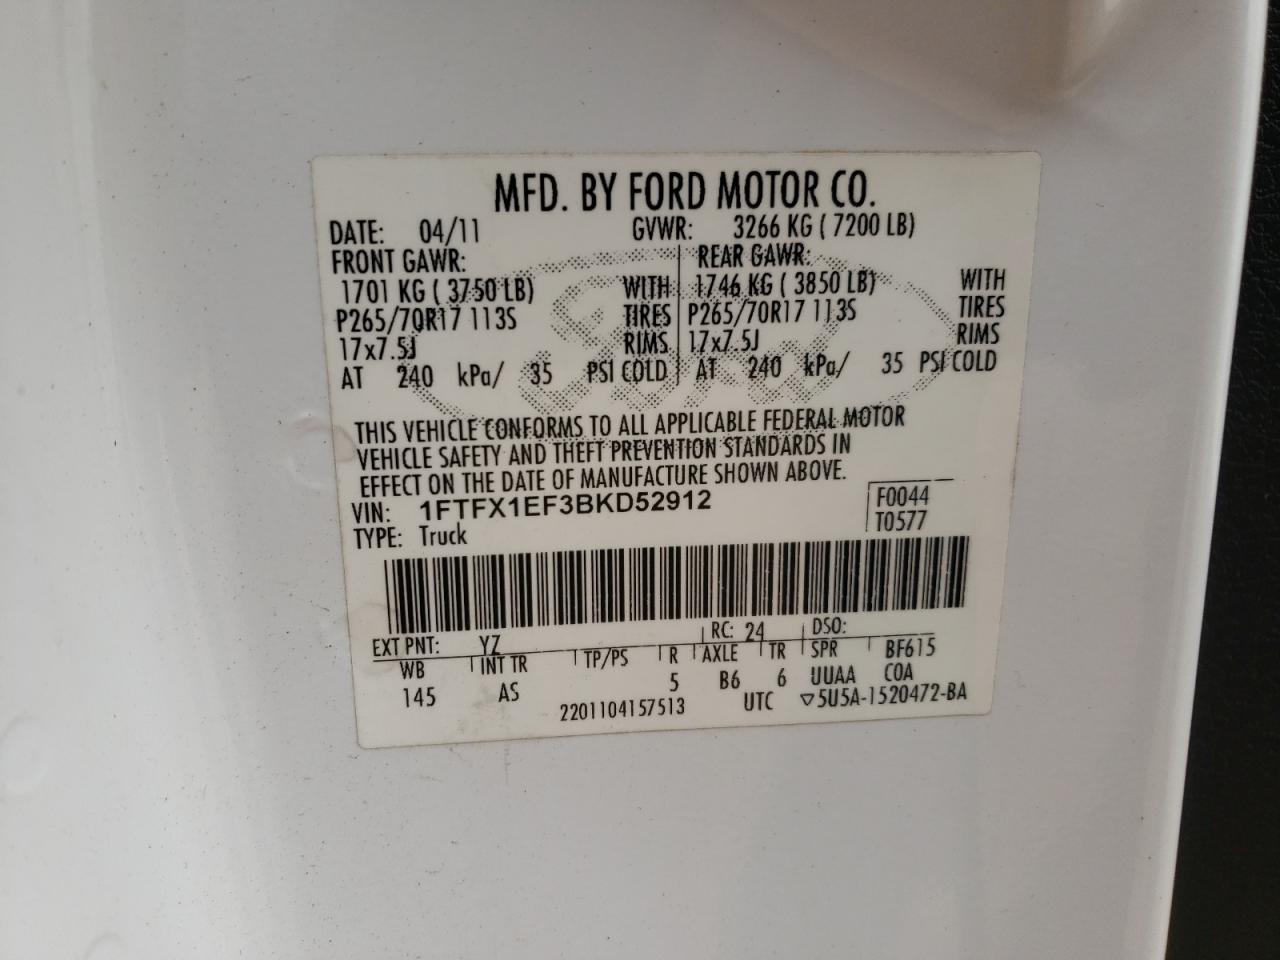 MFD. BY FORD MOTOR CO.
DATE: 04/11 GVWR: 3266 KG ( 7200 LB)
FRONT GAWR: REAR GAWR:
1701 KG ( 3750 LB) WITH 1746 KG ( 3850 LB) WITH
P265/70R17 113S TIRES P265/70R17 113S TIRES
17x7.5J RIMS 17x7.5J RIMS
AT 240 kPa/ 35 PSI COLD AT 240 kPa/ 35 PSI COLD
THIS VEHICLE CONFORMS TO ALL APPLICABLE FEDERAL MOTOR
VEHICLE SAFETY AND THEFT PREVENTION STANDARDS IN
EFFECT ON THE DATE OF MANUFACTURE SHOWN ABOVE.
VIN: 1FTFX1EF3BKD52912 F0044
TYPE: Truck T0577
EXT PNT: YZ RC: 24 DSO:
WB INT TR TP/PS R AXLE TR SPR BF615
145 AS 5 B6 6 UUAA COA
2201104157513 UTC ▽5U5A-1520472-BA